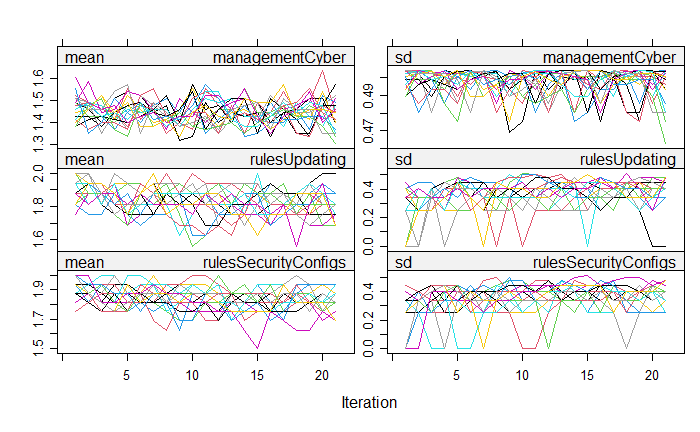 mean managementCyber
sd managementCyber
1.3 1.4 1.5 1.6
0.47 0.49
mean rulesUpdating
sd rulesUpdating
1.6 1.8 2.0
0.0 0.2 0.4
mean rulesSecurityConfigs
sd rulesSecurityConfigs
1.5 1.7 1.9
0.0 0.2 0.4
5 10 15 20
5 10 15 20
Iteration